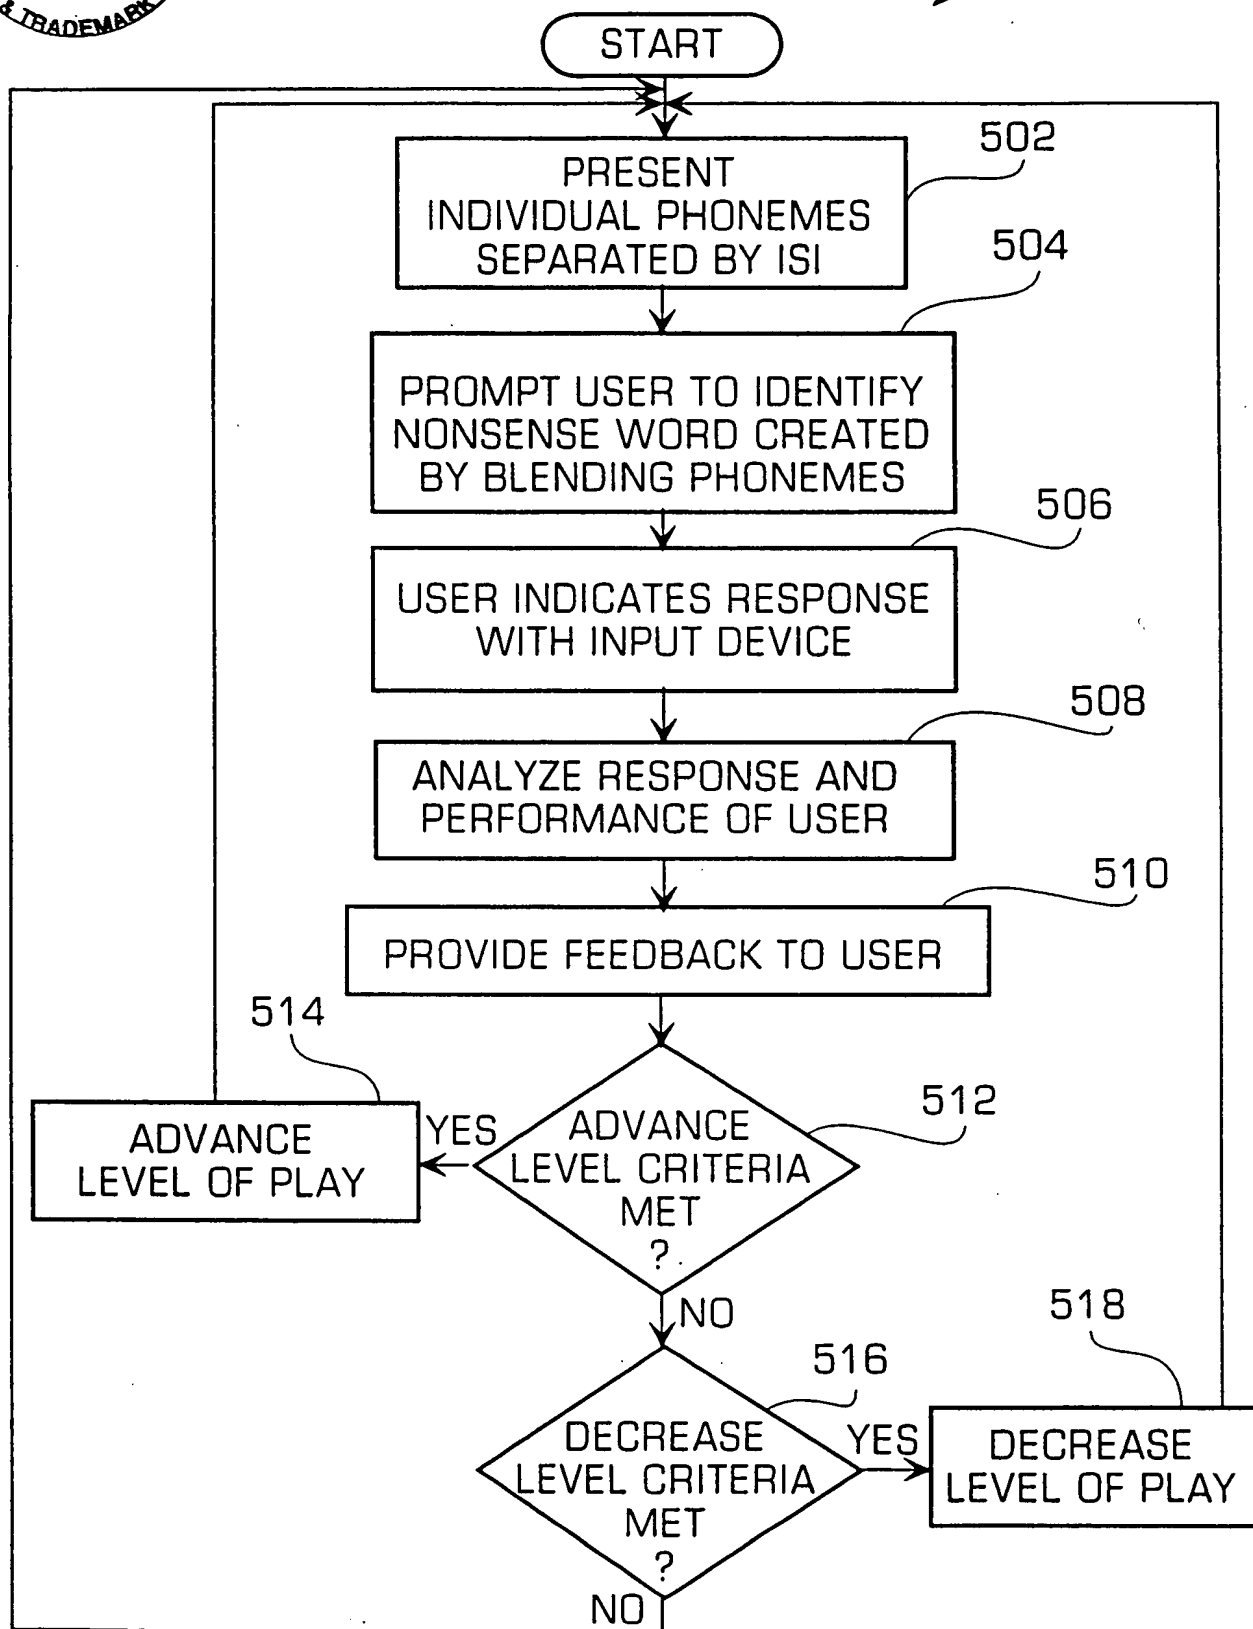 & TRADEMARK
START
502
PRESENT
INDIVIDUAL PHONEMES
SEPARATED BY ISI
504
PROMPT USER TO IDENTIFY
NONSENSE WORD CREATED
BY BLENDING PHONEMES
506
USER INDICATES RESPONSE
WITH INPUT DEVICE
508
ANALYZE RESPONSE AND
PERFORMANCE OF USER
510
PROVIDE FEEDBACK TO USER
514
512
ADVANCE
LEVEL OF PLAY
YES
ADVANCE
LEVEL CRITERIA
MET
?
NO
518
516
DECREASE
LEVEL CRITERIA
MET
?
YES
DECREASE
LEVEL OF PLAY
NO